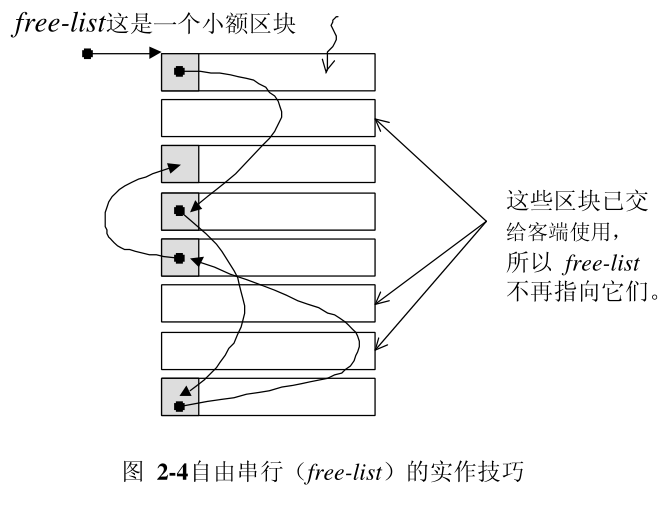 free-list这是一个小额区块
这些区块已交
给客端使用，
所以 free-list
不再指向它们。
图 2-4自由串行（free-list）的实作技巧